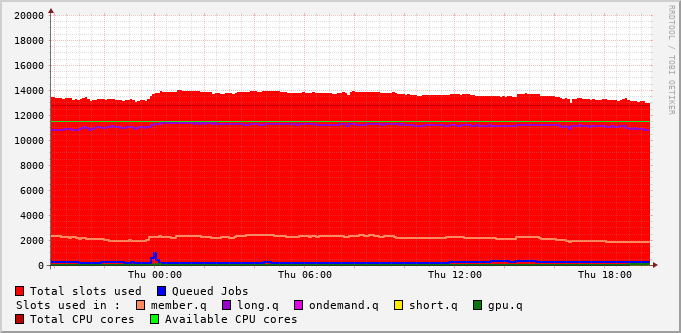 20000
18000
16000
14000
12000
10000
8000
6000
4000
2000
0
Thu 00:00 Thu 06:00 Thu 12:00 Thu 18:00
Total slots used Queued Jobs
Slots used in : member.q long.q ondemand.q short.q gpu.q
Total CPU cores Available CPU cores
RRDTOOL / TOBI OETIKER